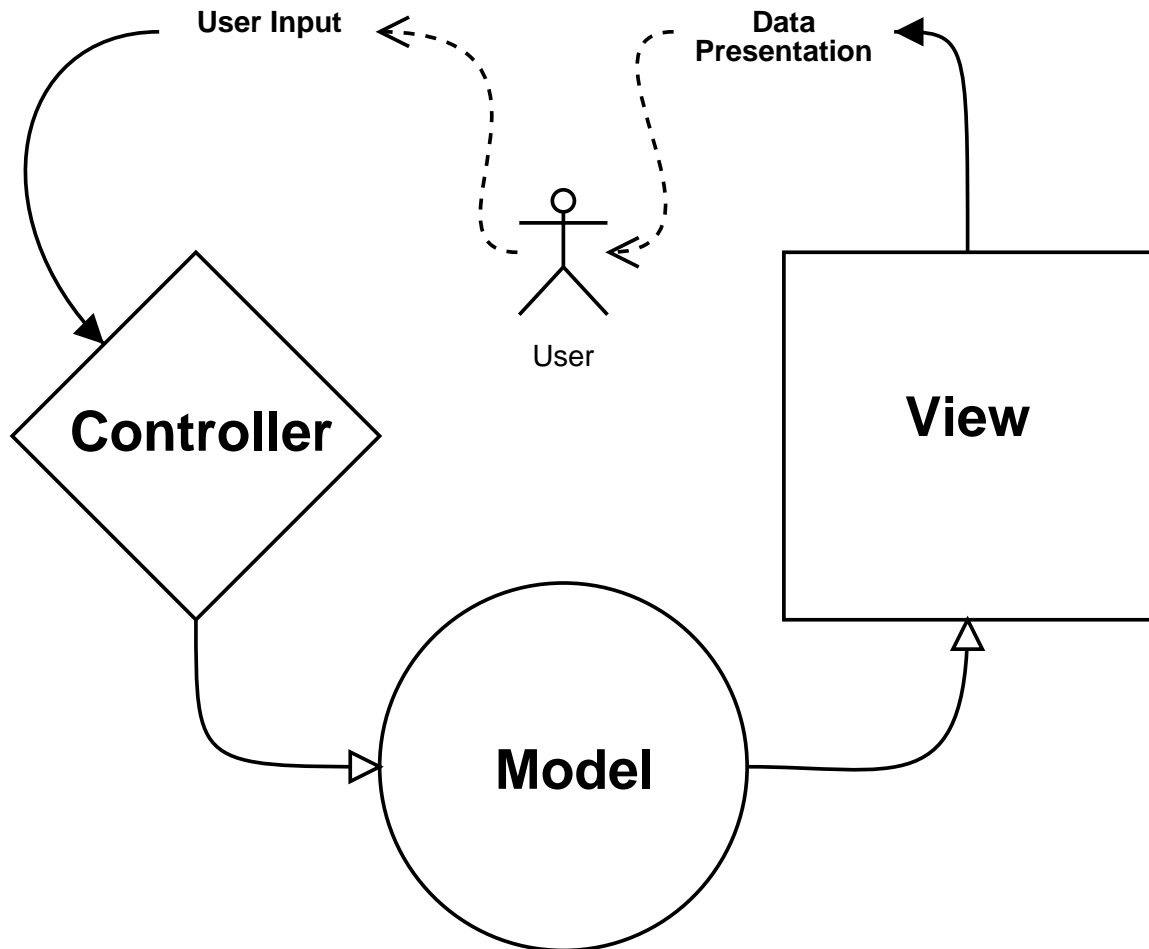 User Input
Data
Presentation
User
Controller
View
Model